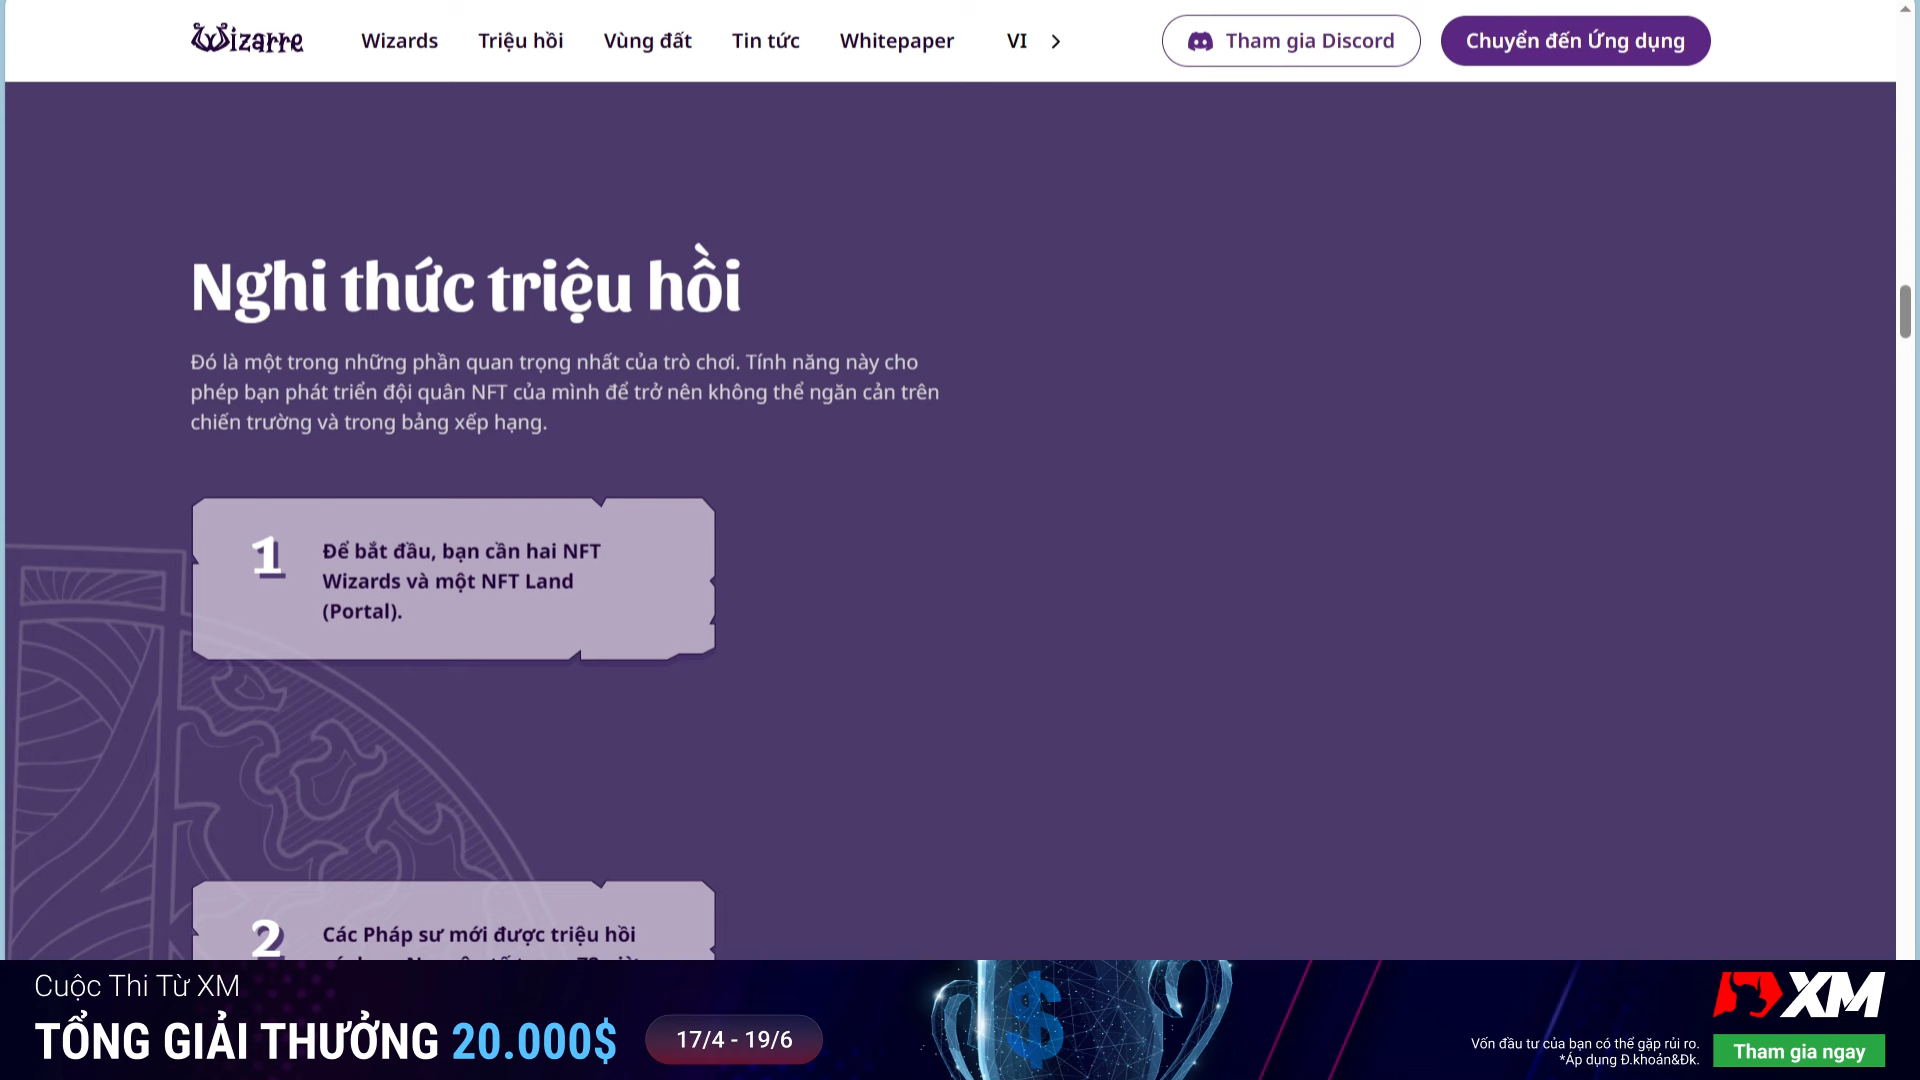 Wizarre Wizards Triệu hồi Vùng đất Tin tức Whitepaper VI Tham gia Discord Chuyển đến Ứng dụng
Nghi thức triệu hồi
Đó là một trong những phần quan trọng nhất của trò chơi. Tính năng này cho
phép bạn phát triển đội quân NFT của mình để trở nên không thể ngăn cản trên
chiến trường và trong bảng xếp hạng.
1
Để bắt đầu, bạn cần hai NFT
Wizards và một NFT Land
(Portal).
2
Các Pháp sư mới được triệu hồi
Cuộc Thi Từ XM
TỔNG GIẢI THƯỞNG 20.000$
17/4 - 19/6
$
XM
Vốn đầu tư của bạn có thể gặp rủi ro.
*Áp dụng Đ.khoản&Đk.
Tham gia ngay